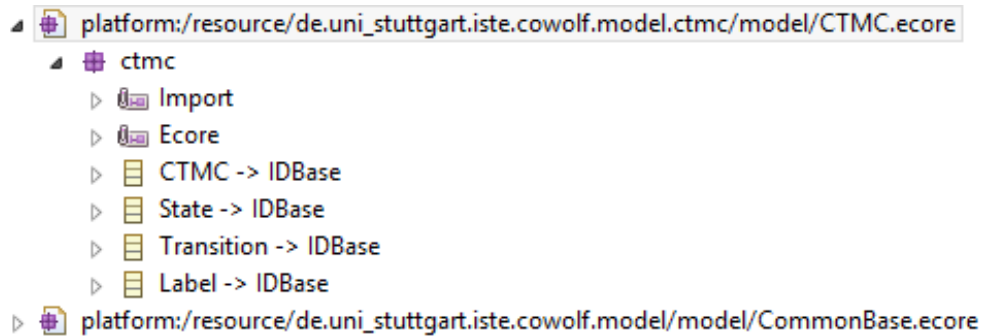 platform:/resource/de.uni_stuttgart.iste.cowolf.model.ctmc/model/CTMC.ecore
ctmc
Import
Ecore
CTMC -> IDBase
State -> IDBase
Transition -> IDBase
Label -> IDBase
platform:/resource/de.uni_stuttgart.iste.cowolf.model/model/CommonBase.ecore